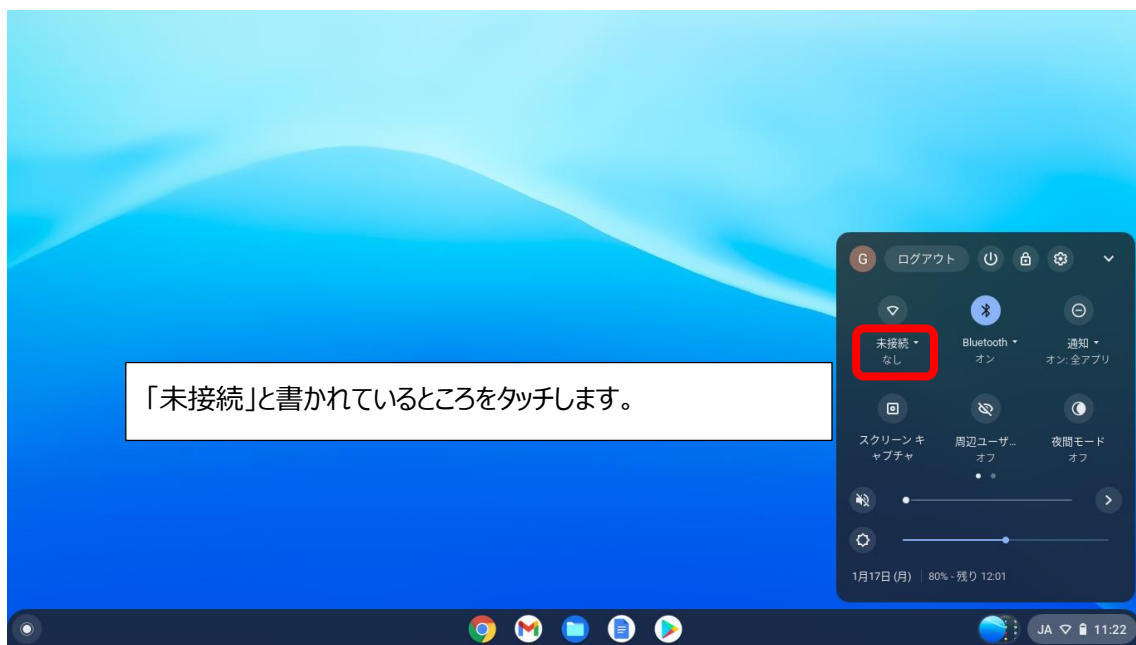 G ログアウト
未接続 Bluetooth 通知
なし オン オン: 全アプリ
「未接続」と書かれているところをタッチします。
スクリーン キ 周辺ユーザ… 夜間モード
ャプチャ オフ オフ
1月17日 (月) 80% - 残り 12:01
JA 11:22